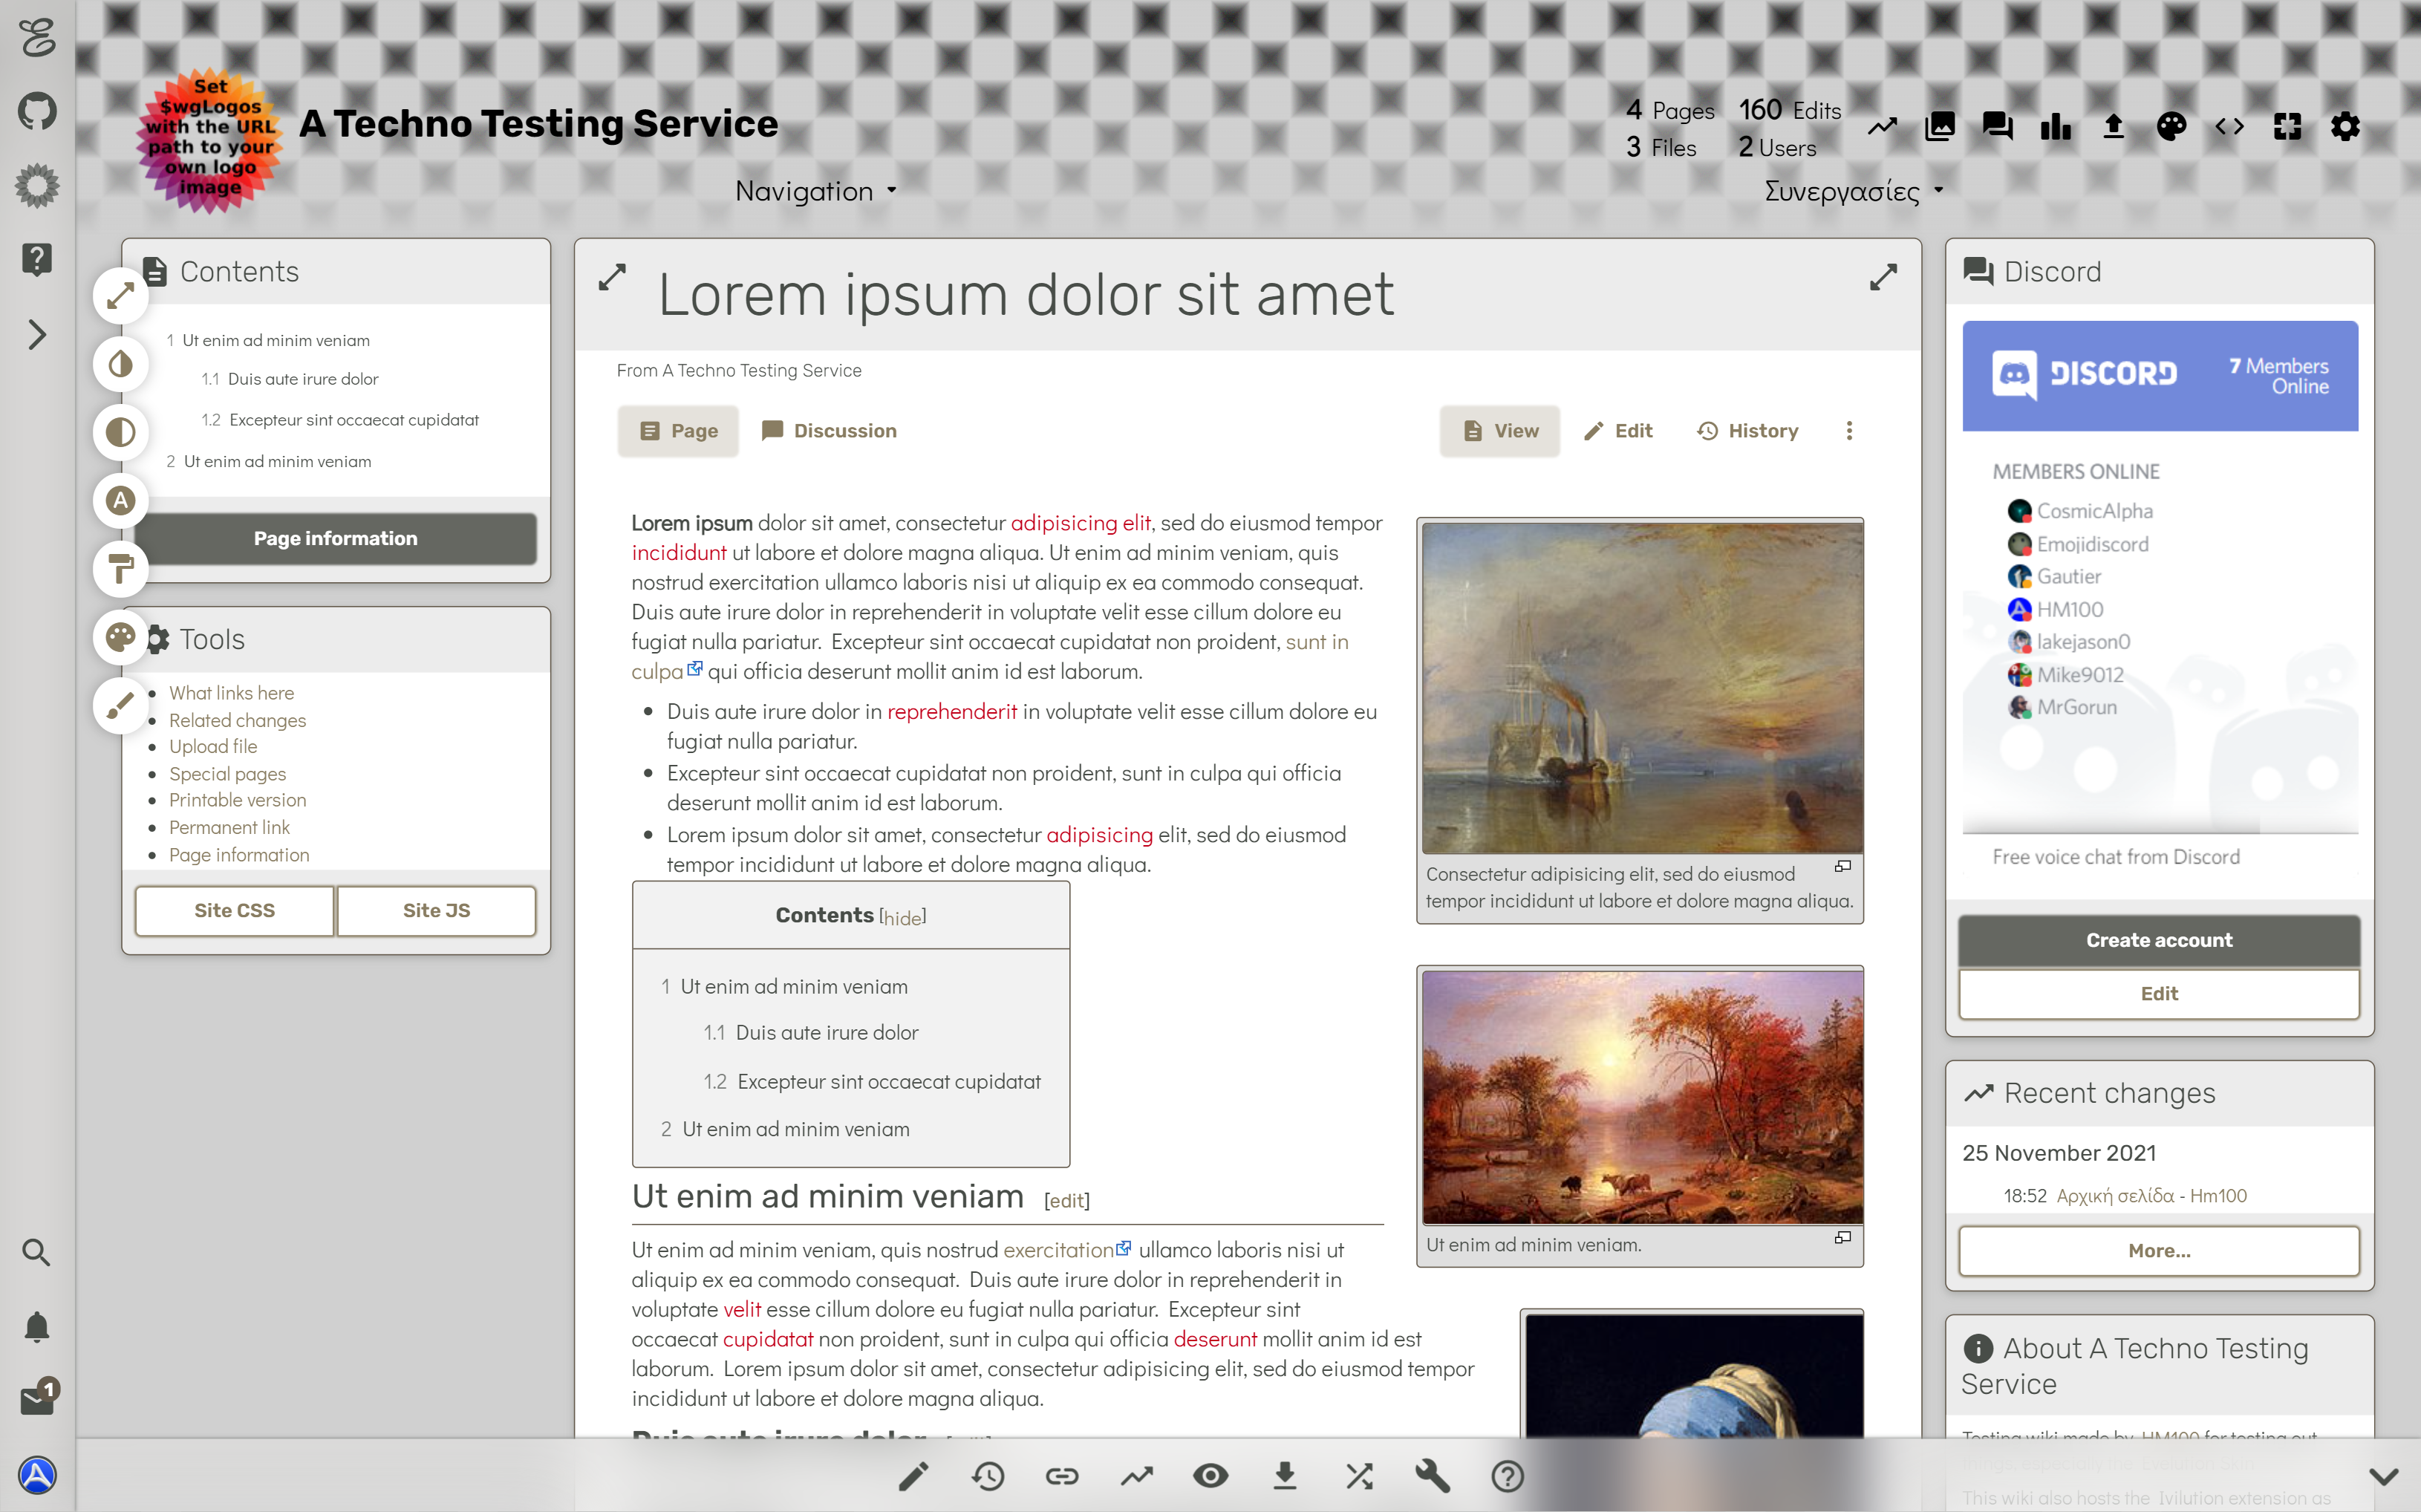 Set
$wgLogos
with the URL
path to your
own logo
image
A Techno Testing Service
4 Pages 160 Edits
3 Files 2 Users
Navigation
Συνεργασίες
Contents
1 Ut enim ad minim veniam
1.1 Duis aute irure dolor
1.2 Excepteur sint occaecat cupidatat
2 Ut enim ad minim veniam
A
Page information
Tools
What links here
Related changes
Upload file
Special pages
Printable version
Permanent link
Page information
Site CSS Site JS
Lorem ipsum dolor sit amet
From A Techno Testing Service
Page Discussion View Edit History
Lorem ipsum dolor sit amet, consectetur adipisicing elit, sed do eiusmod tempor
incididunt ut labore et dolore magna aliqua. Ut enim ad minim veniam, quis
nostrud exercitation ullamco laboris nisi ut aliquip ex ea commodo consequat.
Duis aute irure dolor in reprehenderit in voluptate velit esse cillum dolore eu
fugiat nulla pariatur. Excepteur sint occaecat cupidatat non proident, sunt in
culpa qui officia deserunt mollit anim id est laborum.
Duis aute irure dolor in reprehenderit in voluptate velit esse cillum dolore eu
fugiat nulla pariatur.
Excepteur sint occaecat cupidatat non proident, sunt in culpa qui officia
deserunt mollit anim id est laborum.
Lorem ipsum dolor sit amet, consectetur adipisicing elit, sed do eiusmod
tempor incididunt ut labore et dolore magna aliqua.
Contents [hide]
1 Ut enim ad minim veniam
1.1 Duis aute irure dolor
1.2 Excepteur sint occaecat cupidatat
2 Ut enim ad minim veniam
Ut enim ad minim veniam [edit]
Ut enim ad minim veniam, quis nostrud exercitation ullamco laboris nisi ut
aliquip ex ea commodo consequat. Duis aute irure dolor in reprehenderit in
voluptate velit esse cillum dolore eu fugiat nulla pariatur. Excepteur sint
occaecat cupidatat non proident, sunt in culpa qui officia deserunt mollit anim id est
laborum. Lorem ipsum dolor sit amet, consectetur adipisicing elit, sed do eiusmod tempor
incididunt ut labore et dolore magna aliqua.
Duis aute irure dolor [edit]
Consectetur adipisicing elit, sed do eiusmod
tempor incididunt ut labore et dolore magna aliqua.
Ut enim ad minim veniam.
Discord
DISCORD
7 Members
Online
MEMBERS ONLINE
CosmicAlpha
Emojidiscord
Gautier
HM100
lakejason0
Mike9012
MrGorun
Free voice chat from Discord
Create account
Edit
Recent changes
25 November 2021
18:52 Αρχική σελίδα - Hm100
More...
About A Techno Testing
Service
Testing wiki made by HM100 for testing out
This wiki also hosts the Ivilution extension as
1